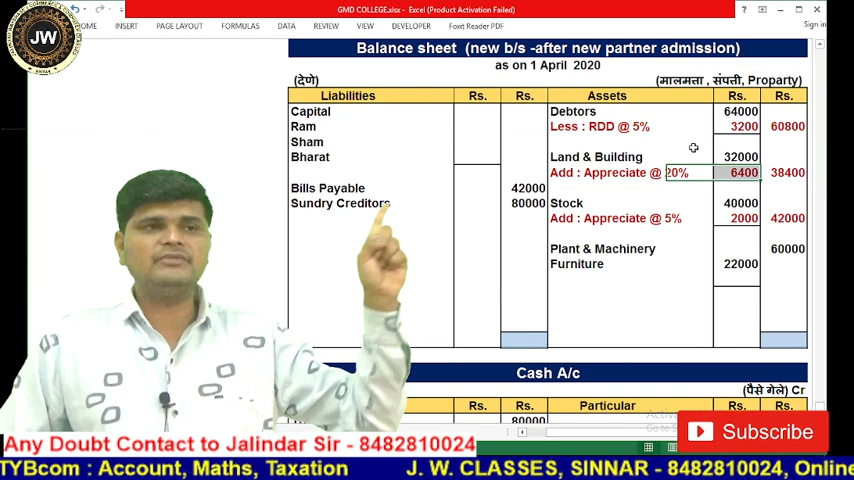 GMD COLLEGE.xlsx - Excel (Product Activation Failed)
Sign in
HOME INSERT PAGE LAYOUT FORMULAS DATA REVIEW VIEW DEVELOPER Foxit Reader PDF
JW
Balance sheet (new b/s -after new partner admission)
as on 1 April 2020
(देणे) (मालमत्ता , संपत्ती, Proparty)
Liabilities Rs. Rs. Assets Rs. Rs.
Capital Debtors 64000
Ram Less : RDD @ 5% 3200 60800
Sham
Bharat Land & Building 32000
Add : Appreciate @ 20% 6400 38400
Bills Payable 42000
Sundry Creditors 80000 Stock 40000
Add : Appreciate @ 5% 2000 42000
Plant & Machinery 60000
Furniture 22000
Cash A/c
(पैसे गेले) Cr
Rs. Rs. Particular Rs. Rs.
80000
Subscribe
Any Doubt Contact to Jalindar Sir - 8482810024
TYBcom : Account, Maths, Taxation J. W. CLASSES, SINNAR - 8482810024, Online